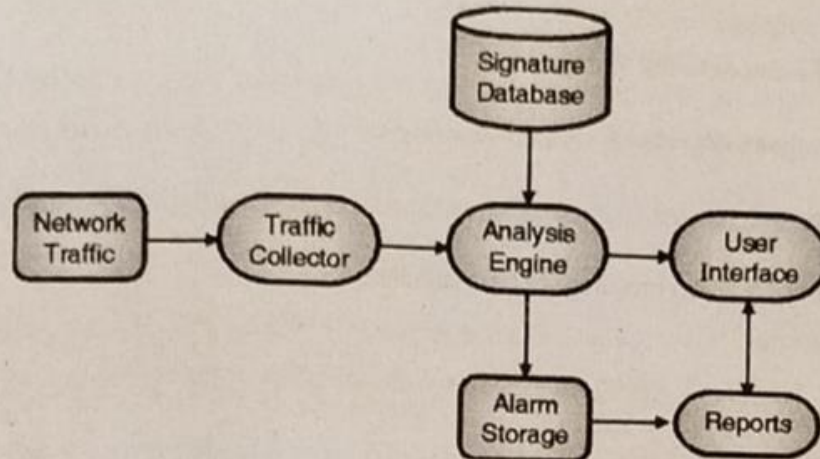 Signature
Database
Network
Traffic
Traffic
Collector
Analysis
Engine
User
Interface
Alarm
Storage
Reports